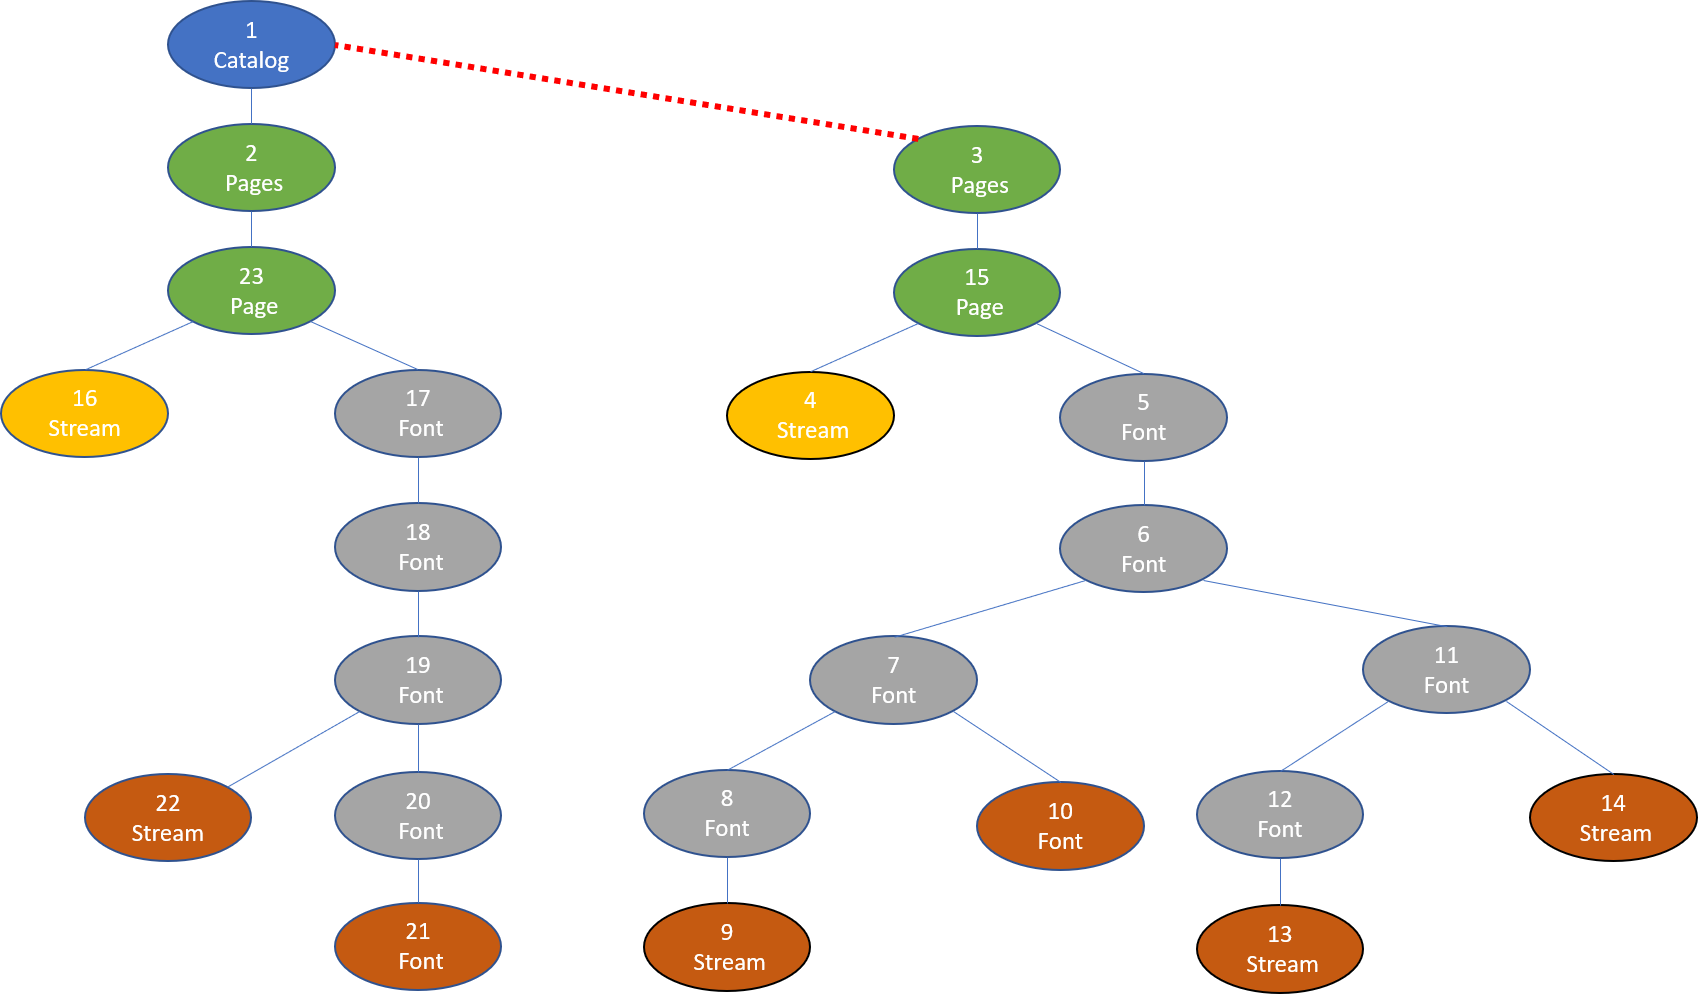 1
Catalog
2
Pages
3
Pages
23
Page
15
Page
16
Stream
17
Font
4
Stream
5
Font
18
Font
6
Font
19
Font
7
Font
11
Font
22
Stream
20
Font
8
Font
10
Font
12
Font
14
Stream
21
Font
9
Stream
13
Stream